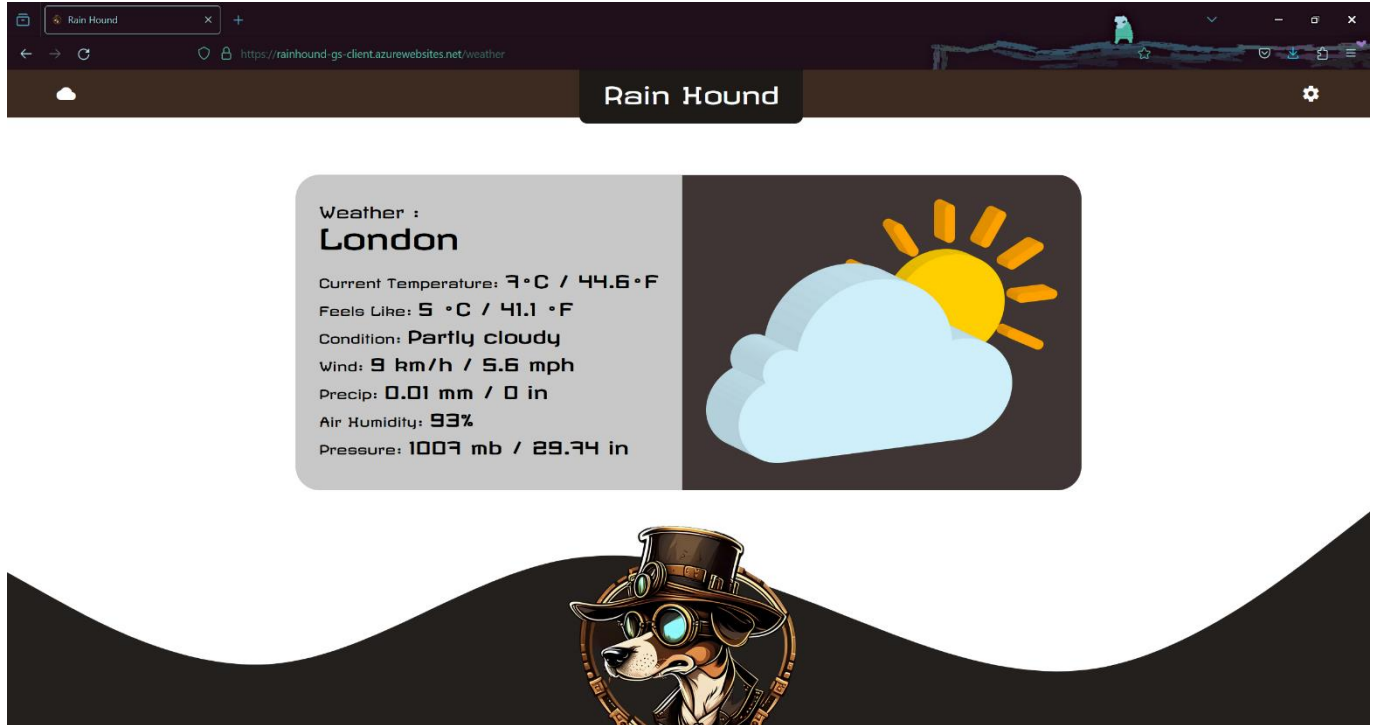 Rain Hound
https://rainhound-gs-client.azurewebsites.net/weather
Rain Hound
Weather :
London
Current Temperature: 7°C / 44.6°F
Feels Like: 5 °C / 41.1 °F
Condition: Partly cloudy
Wind: 9 km/h / 5.6 mph
Precip: 0.01 mm / 0 in
Air Humidity: 93%
Pressure: 1007 mb / 29.74 in